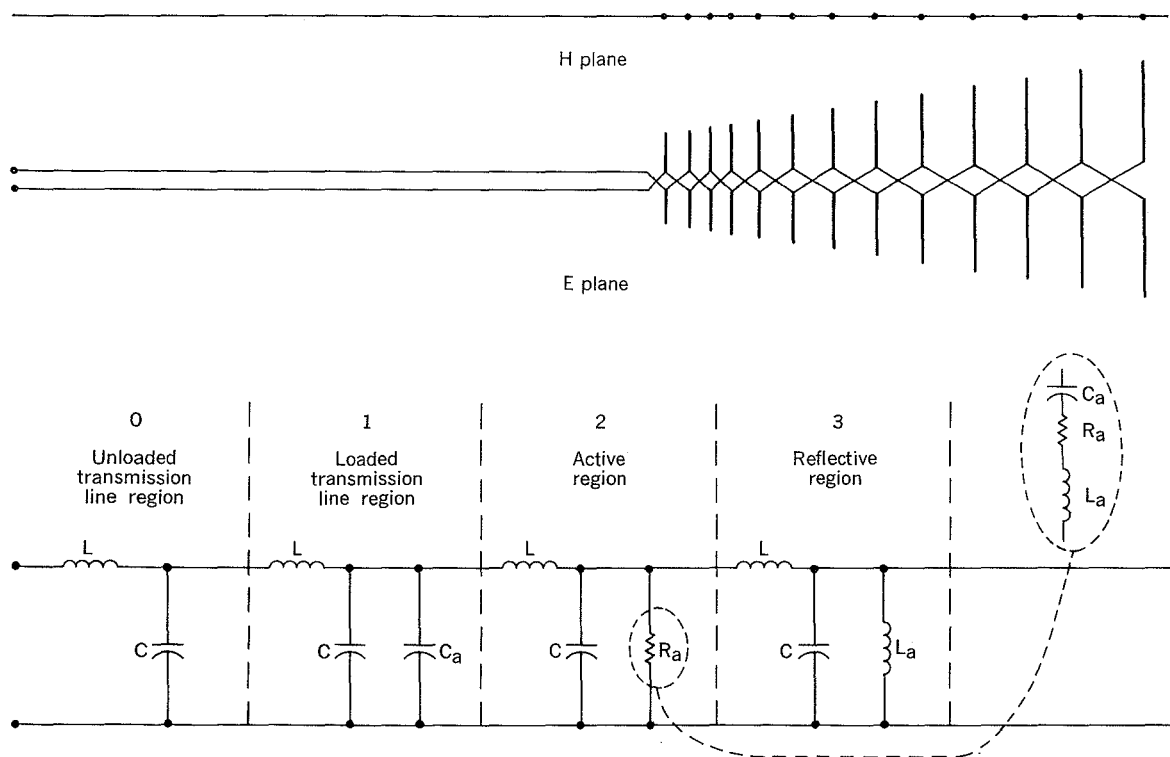 H plane
E plane
0
Unloaded
transmission
line region
1
Loaded
transmission
line region
2
Active
region
3
Reflective
region
Ca
Ra
La
L
L
L
L
C
C
Ca
C
Ra
C
La